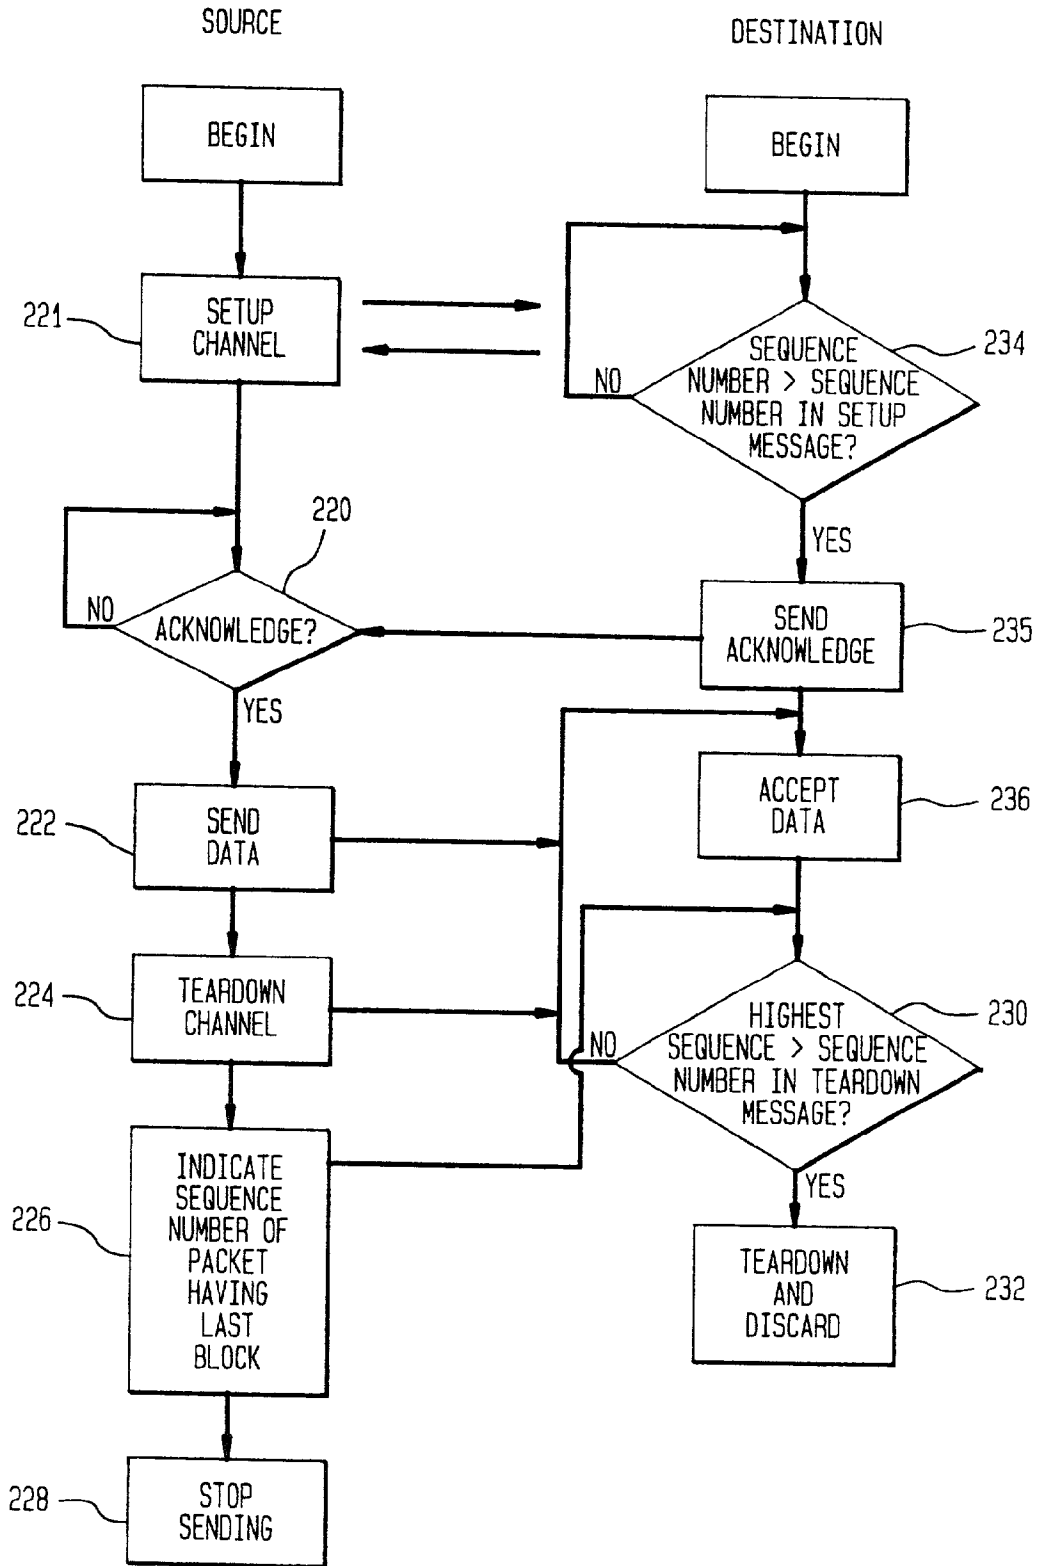 SOURCE
DESTINATION
BEGIN
BEGIN
221
SETUP
CHANNEL
SEQUENCE
NUMBER > SEQUENCE
NUMBER IN SETUP
MESSAGE?
234
NO
YES
220
NO
ACKNOWLEDGE?
YES
SEND
ACKNOWLEDGE
235
222
SEND
DATA
ACCEPT
DATA
236
224
TEARDOWN
CHANNEL
NO
HIGHEST
SEQUENCE > SEQUENCE
NUMBER IN TEARDOWN
MESSAGE?
230
YES
226
INDICATE
SEQUENCE
NUMBER OF
PACKET
HAVING
LAST
BLOCK
TEARDOWN
AND
DISCARD
232
228
STOP
SENDING